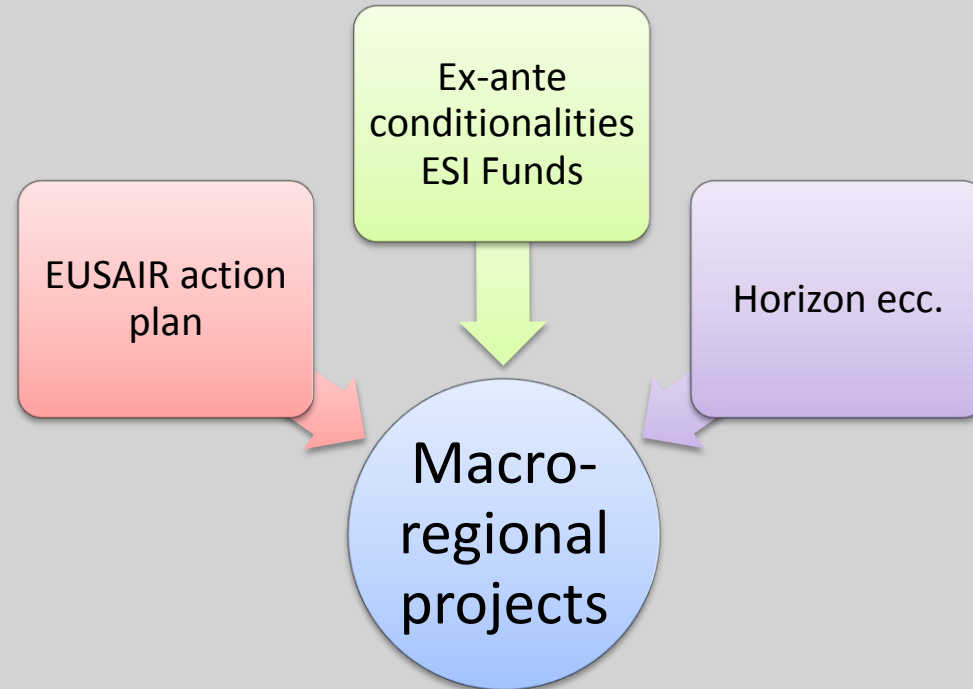 Ex-ante
conditionalities
ESI Funds
EUSAIR action
plan
Horizon ecc.
Macro-
regional
projects